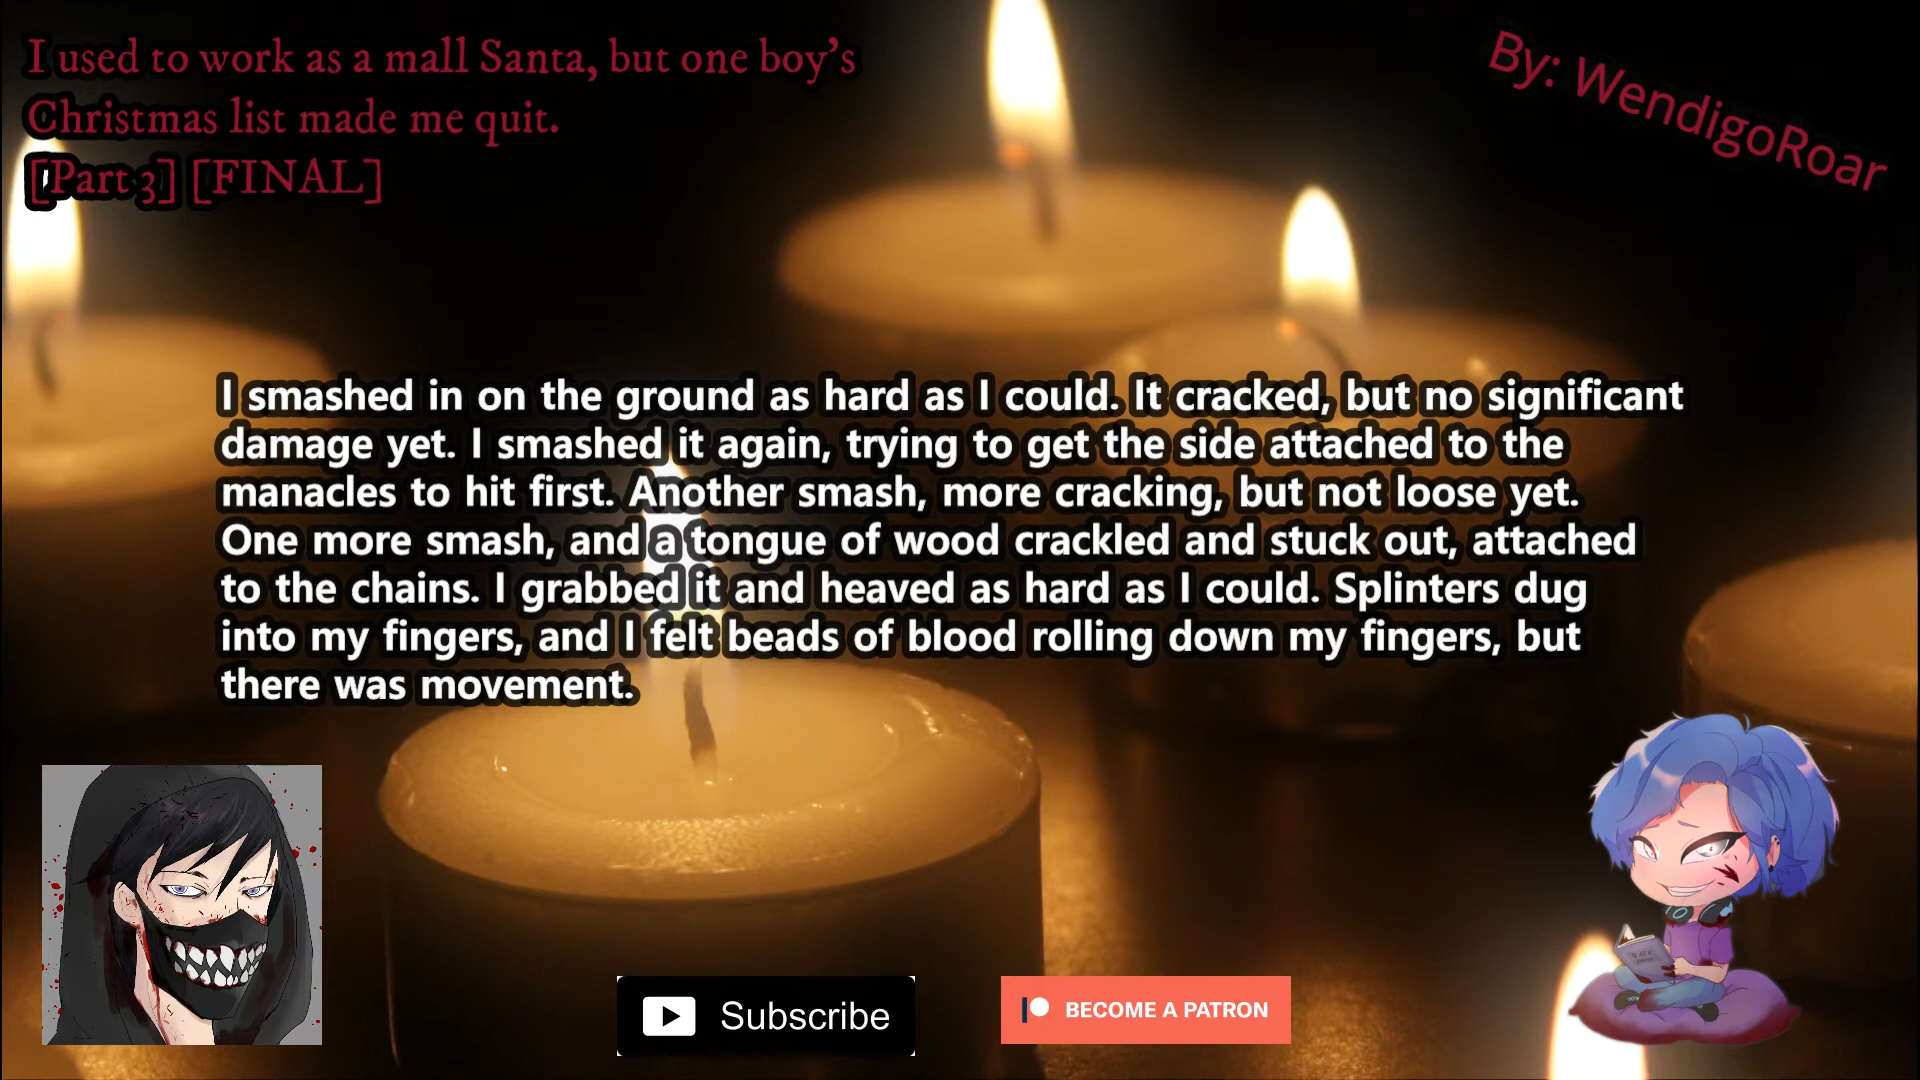 I used to work as a mall Santa, but one boy's
Christmas list made me quit.
[Part 3] [FINAL]
By: WendigoRoar
I smashed in on the ground as hard as I could. It cracked, but no significant
damage yet. I smashed it again, trying to get the side attached to the
manacles to hit first. Another smash, more cracking, but not loose yet.
One more smash, and a tongue of wood crackled and stuck out, attached
to the chains. I grabbed it and heaved as hard as I could. Splinters dug
into my fingers, and I felt beads of blood rolling down my fingers, but
there was movement.
Subscribe
BECOME A PATRON